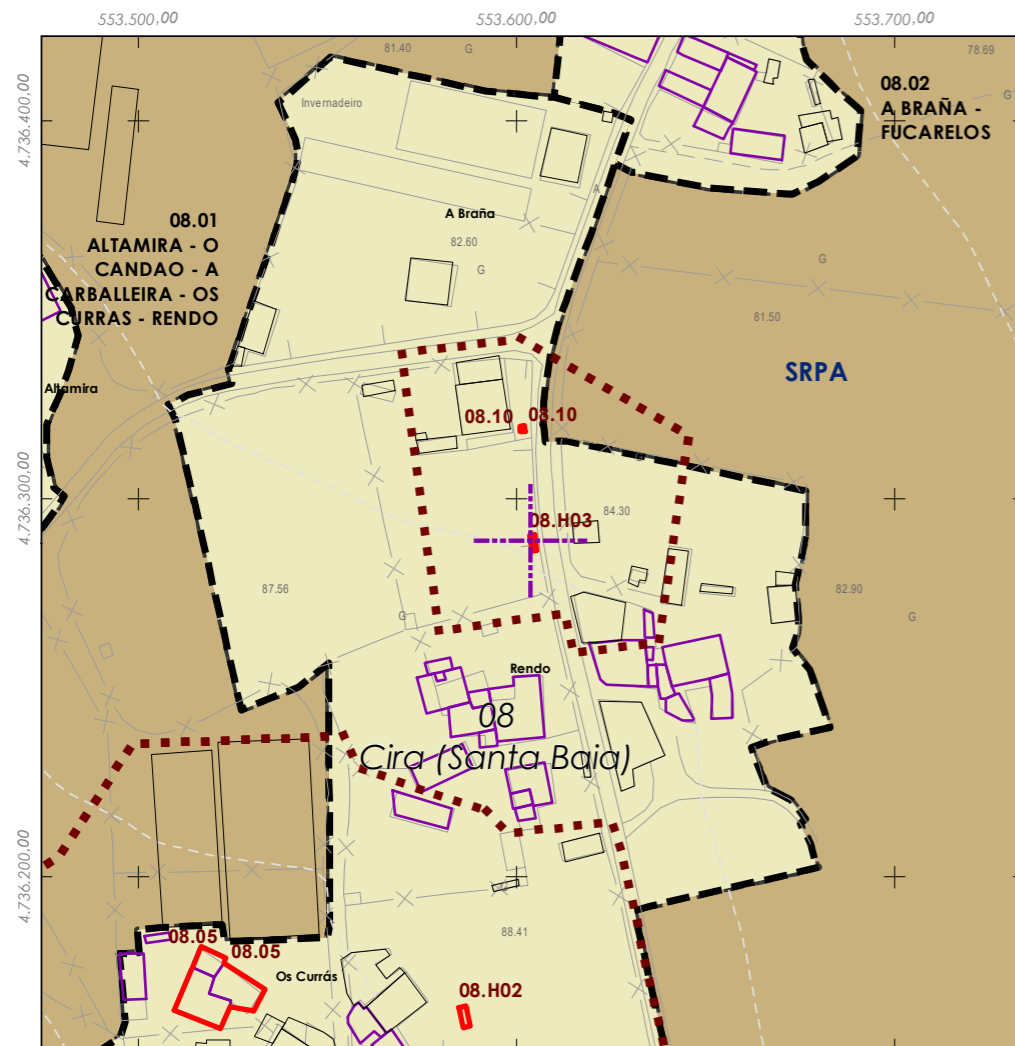 553.500,00
553.600,00
553.700,00
4.736.400,00
4.736.300,00
4.736.200,00
81.40
G
78.69
G
08.02
A BRAÑA -
FUCARELOS
Invernadeiro
A
08.01
ALTAMIRA - O
CANDAO - A
CARBALLEIRA - OS
CURRAS - RENDO
A Braña
82.60
G
G
81.50
SRPA
Altamira
08.10
08.10
G
84.30
08.H03
87.56
G
82.90
G
Rendo
08
Cira (Santa Baia)
88.41
08.05
08.05
Os Currás
08.H02